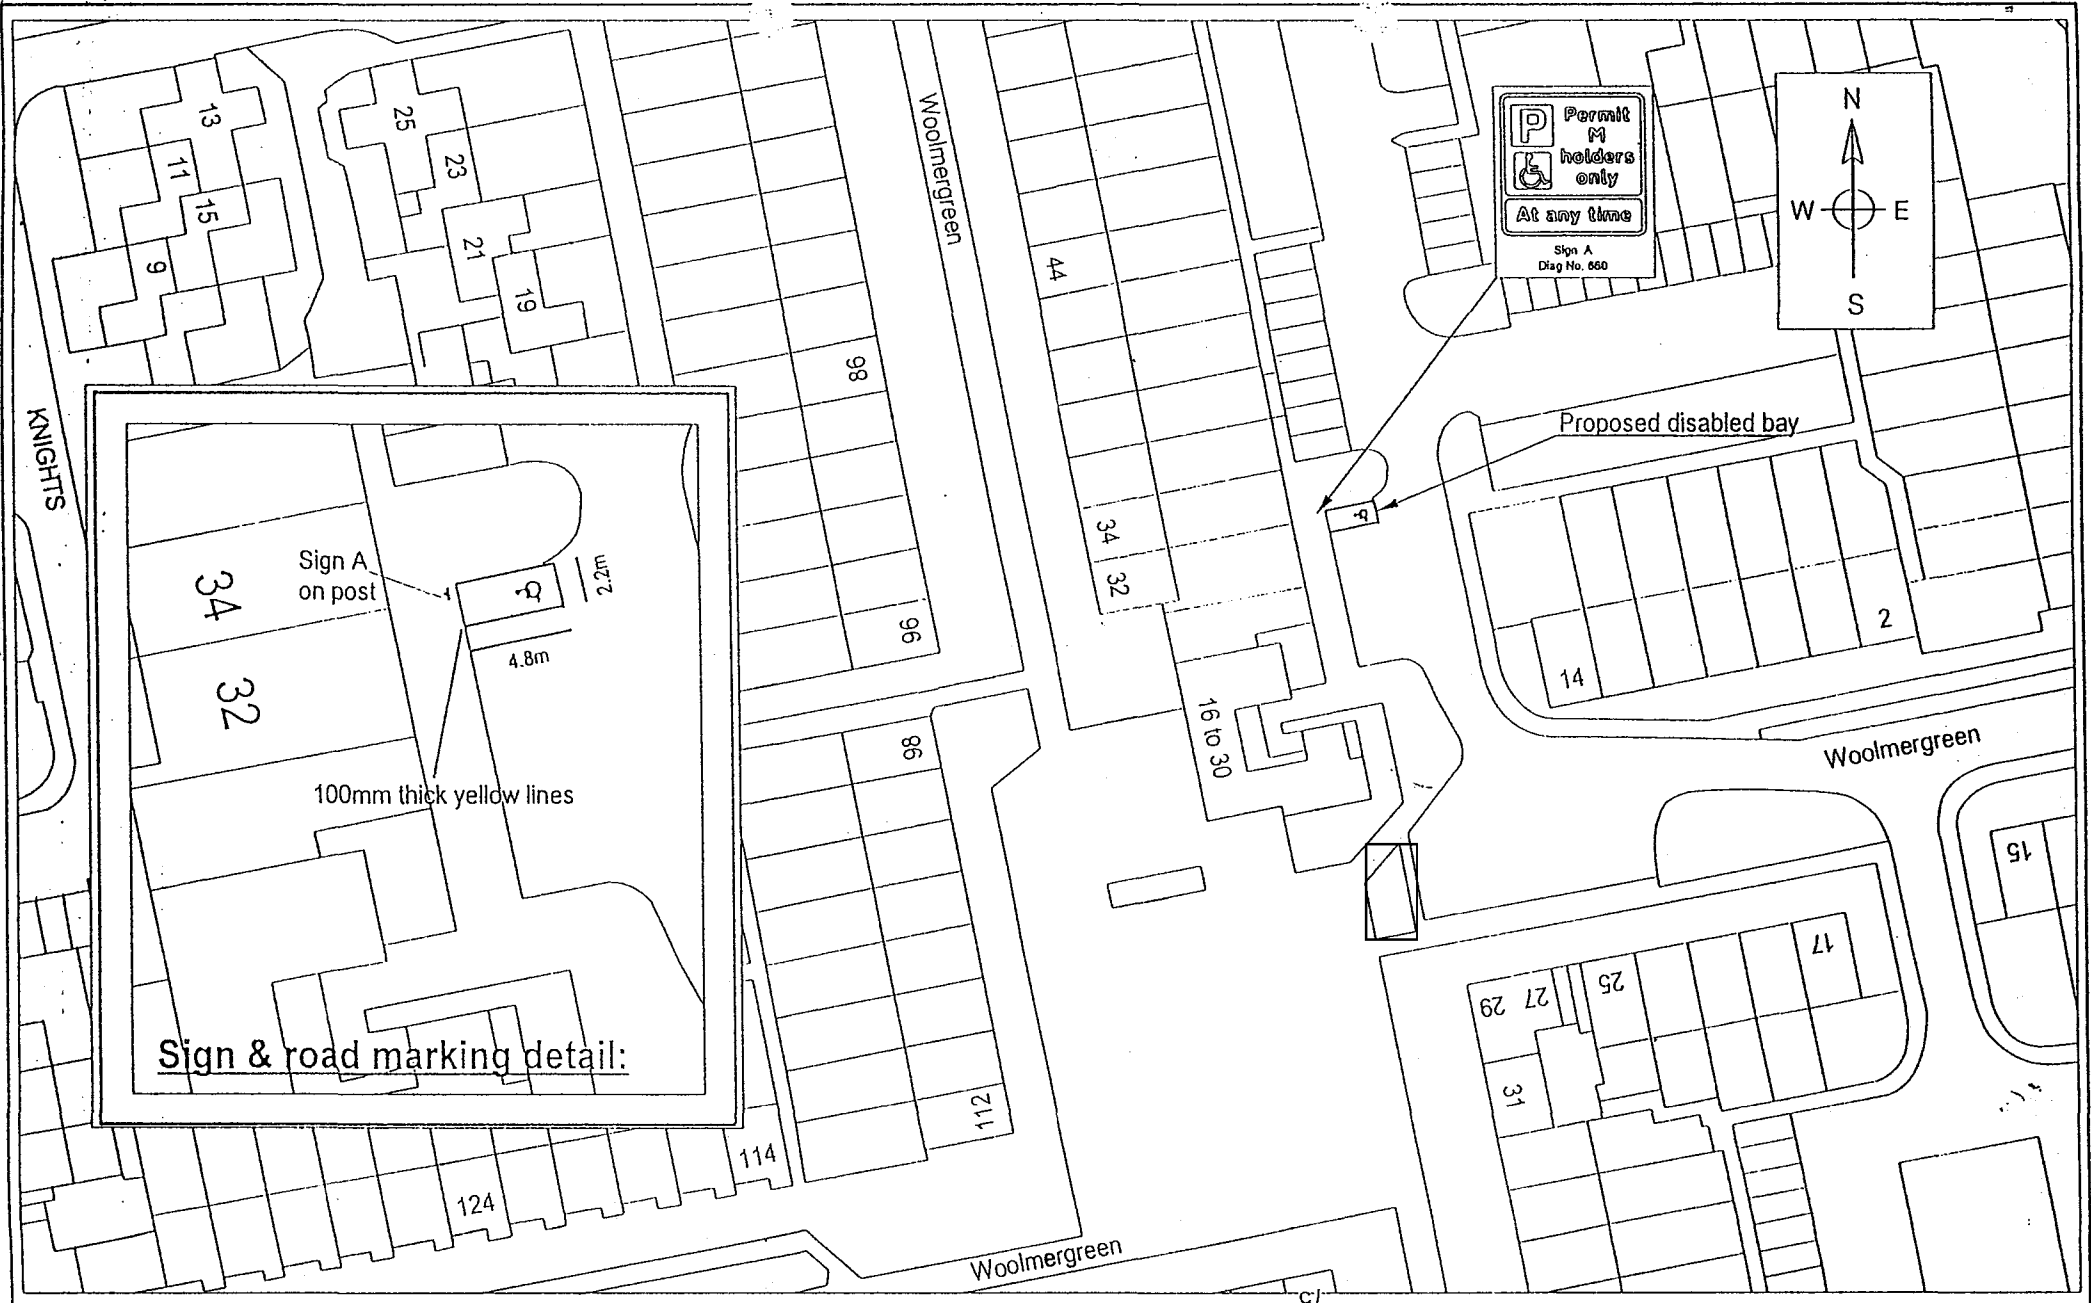 13
11
15
9
25
23
21
19
KNIGHTS
Woolmergreen
98
96
44
34
32
P Permit
M
holders
only
At any time
Sign A
Diag No. 660
N
W E
S
Proposed disabled bay
2
14
Woolmergreen
16 to 30
86
112
114
124
Woolmergreen
15
17
25
27
29
31
Sign A
on post
34
32
2.2m
4.8m
100mm thick yellow lines
Sign & road marking detail: